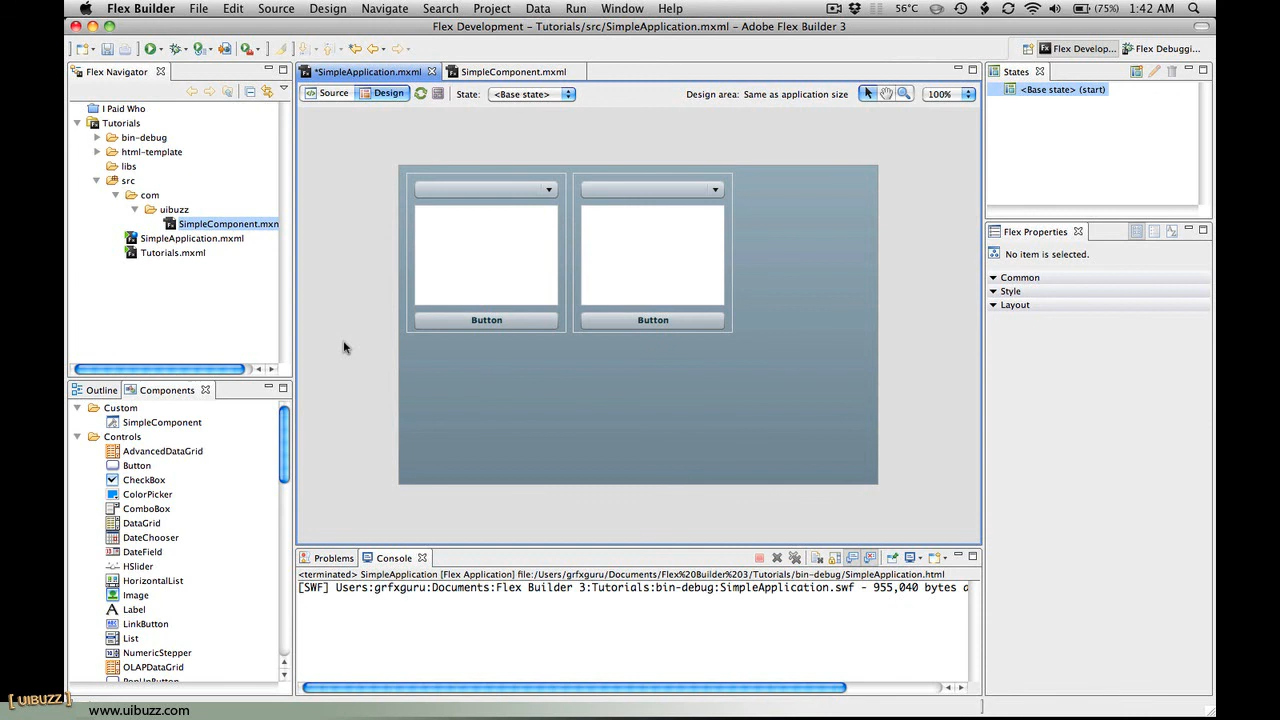 Flex Builder File Edit Source Design Navigate Search Project Data Run Window Help 56°C (75%) 1:42 AM
Flex Development - Tutorials/src/SimpleApplication.mxml - Adobe Flex Builder 3
Flex Develop... Flex Debuggi...
Flex Navigator
*SimpleApplication.mxml
SimpleComponent.mxml
States
Source Design State: <Base state> Design area: Same as application size 100%
<Base state> (start)
I Paid Who
Tutorials
bin-debug
html-template
libs
src
com
uibuzz
SimpleComponent.mxm
SimpleApplication.mxml
Tutorials.mxml
Button
Button
Flex Properties
No item is selected.
Common
Style
Layout
Outline Components
Custom
SimpleComponent
Controls
AdvancedDataGrid
Button
CheckBox
ColorPicker
ComboBox
DataGrid
DateChooser
DateField
HSlider
HorizontalList
Image
Label
LinkButton
List
NumericStepper
OLAPDataGrid
PopUpButton
Problems Console
<terminated> SimpleApplication [Flex Application] file:/Users/grfxguru/Documents/Flex%20Builder%203/Tutorials/bin-debug/SimpleApplication.html
[SWF] Users:grfxguru:Documents:Flex Builder 3:Tutorials:bin-debug:SimpleApplication.swf - 955,040 bytes
[ UIBUZZ ]
www.uibuzz.com